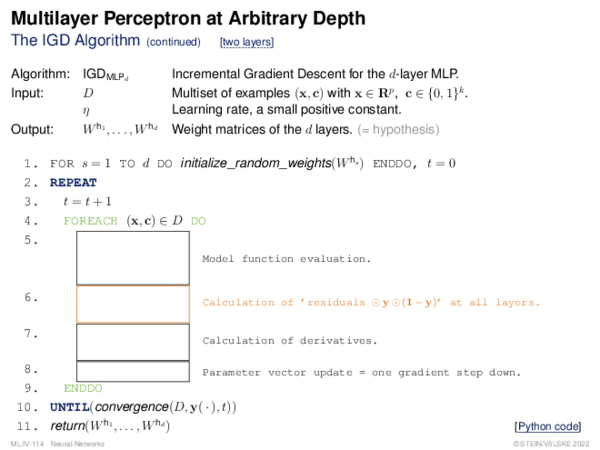 Multilayer Perceptron at Arbitrary Depth
The IGD Algorithm (continued) [two layers]
Algorithm: IGD_MLP_d Incremental Gradient Descent for the d-layer MLP.
Input: D Multiset of examples (x, c) with x ∈ R^p, c ∈ {0, 1}^k.
η Learning rate, a small positive constant.
Output: W^h_1, . . . , W^h_d Weight matrices of the d layers. (= hypothesis)
1. FOR s = 1 TO d DO initialize_random_weights(W^h_s) ENDDO, t = 0
2. REPEAT
3. t = t + 1
4. FOREACH (x, c) ∈ D DO
5. Model function evaluation.
6. Calculation of 'residuals ⊙ y ⊙ (1 − y)' at all layers.
7. Calculation of derivatives.
8. Parameter vector update = one gradient step down.
9. ENDDO
10. UNTIL(convergence(D, y( · ), t))
11. return(W^h_1, . . . , W^h_d) [Python code]
ML:IV-114 Neural Networks ©STEIN/VÖLSKE 2022